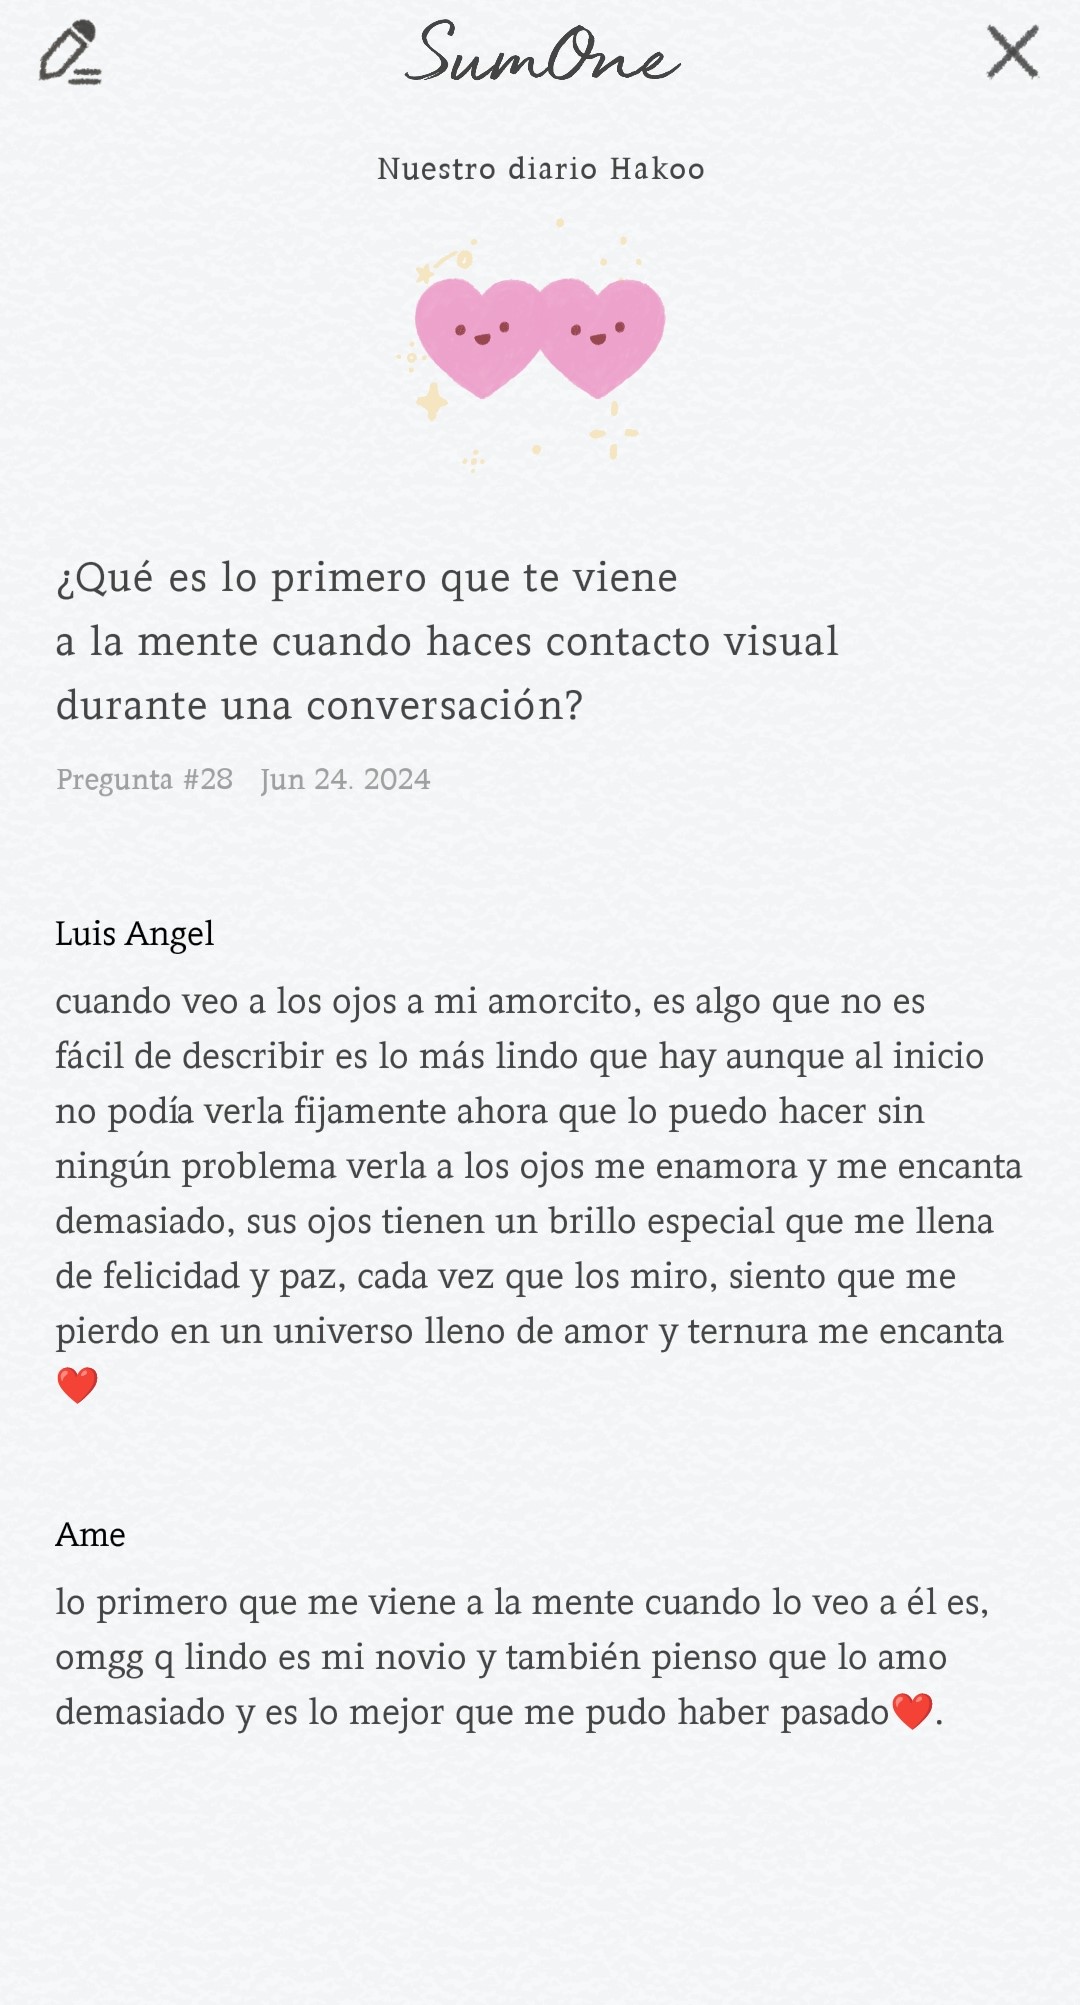 SumOne
Nuestro diario Hakoo
¿Qué es lo primero que te viene
a la mente cuando haces contacto visual
durante una conversación?
Pregunta #28 Jun 24. 2024
Luis Angel
cuando veo a los ojos a mi amorcito, es algo que no es
fácil de describir es lo más lindo que hay aunque al inicio
no podía verla fijamente ahora que lo puedo hacer sin
ningún problema verla a los ojos me enamora y me encanta
demasiado, sus ojos tienen un brillo especial que me llena
de felicidad y paz, cada vez que los miro, siento que me
pierdo en un universo lleno de amor y ternura me encanta
❤️
Ame
lo primero que me viene a la mente cuando lo veo a él es,
omgg q lindo es mi novio y también pienso que lo amo
demasiado y es lo mejor que me pudo haber pasado❤️.